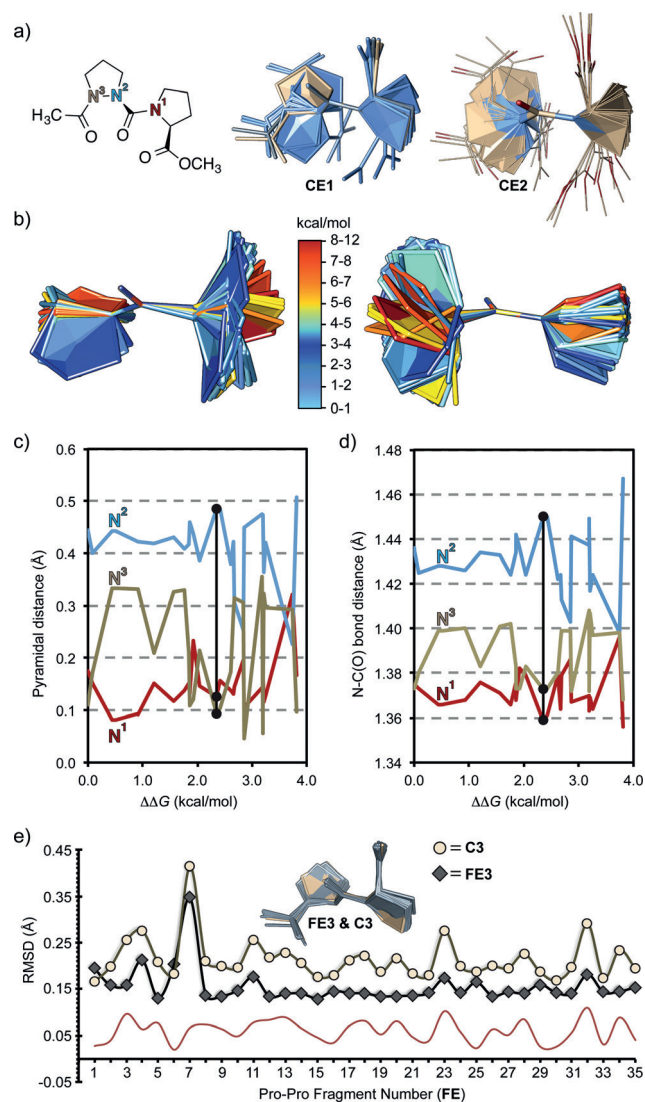 a)
N³
N²
N¹
H₃C
O
O
O
O
OCH₃
CE1
CE2
b)
kcal/mol
8-12
7-8
6-7
5-6
4-5
3-4
2-3
1-2
0-1
c)
0.6
0.5
0.4
0.3
0.2
0.1
0.0
Pyramidal distance (Å)
N²
N³
N¹
0.0 1.0 2.0 3.0 4.0
ΔΔG (kcal/mol)
d)
1.48
1.46
1.44
1.42
1.40
1.38
1.36
1.34
N-C(O) bond distance (Å)
N²
N³
N¹
0.0 1.0 2.0 3.0 4.0
ΔΔG (kcal/mol)
e)
0.45
0.35
0.25
0.15
0.05
-0.05
RMSD (Å)
FE3 & C3
= C3
= FE3
1 3 5 7 9 11 13 15 17 19 21 23 25 27 29 31 33 35
Pro-Pro Fragment Number (FE)